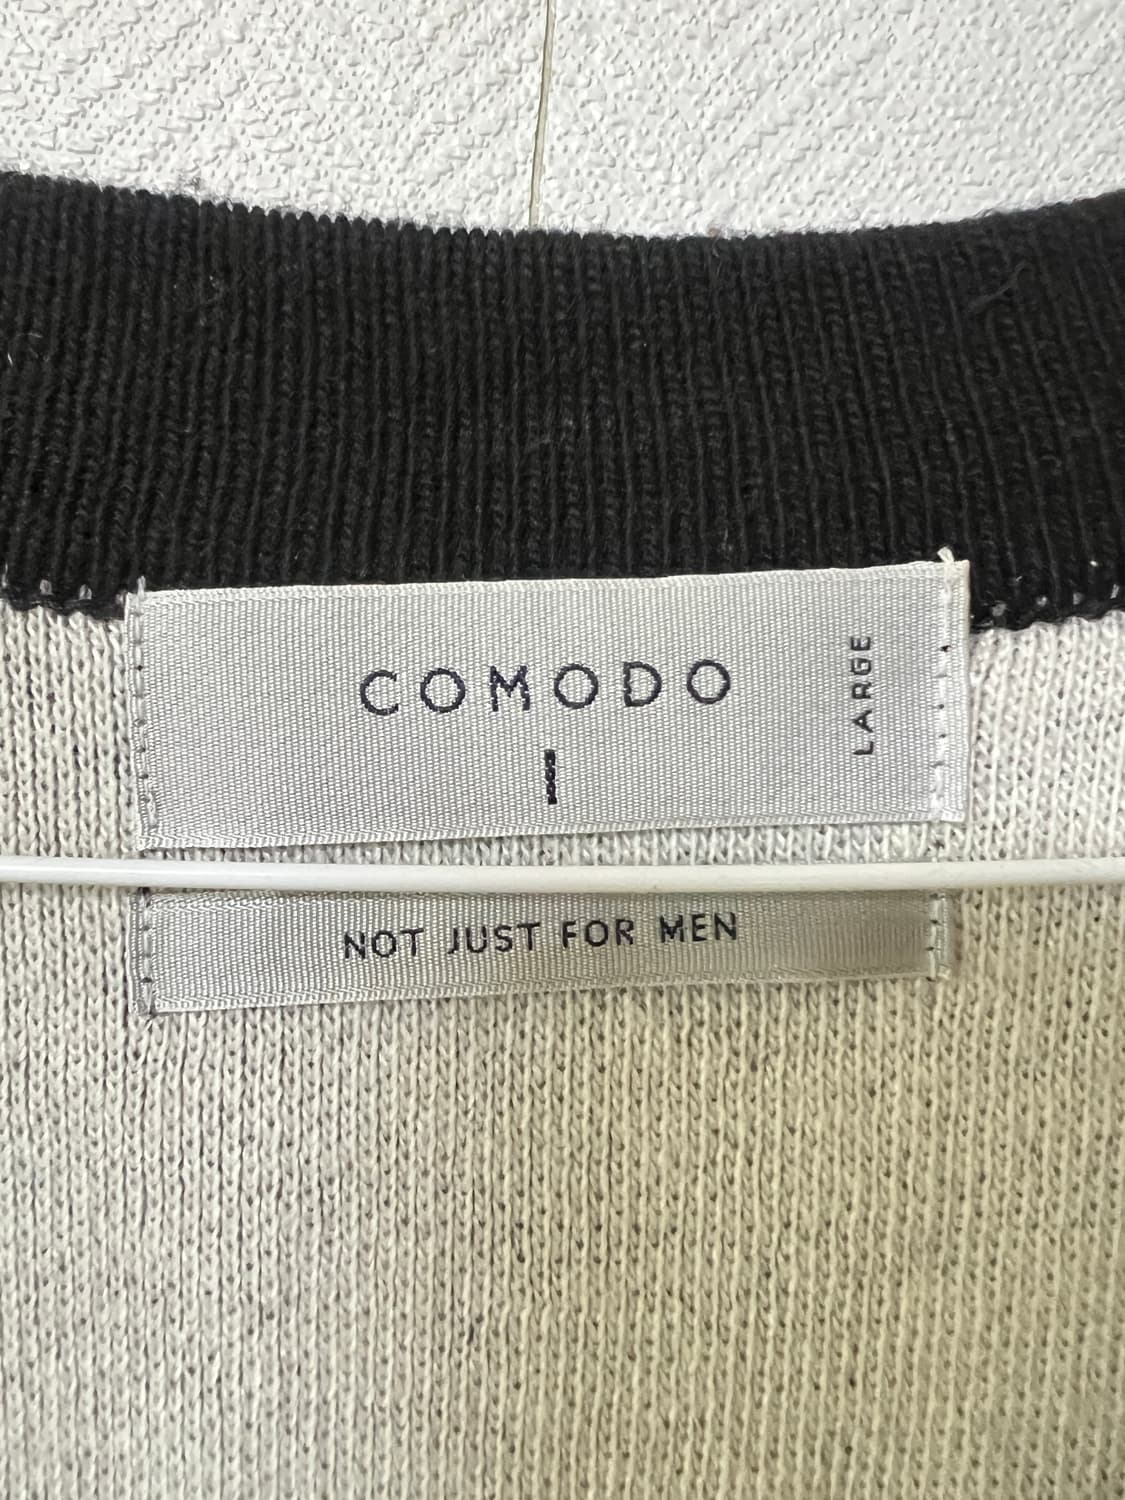 COMODO
LARGE
NOT JUST FOR MEN